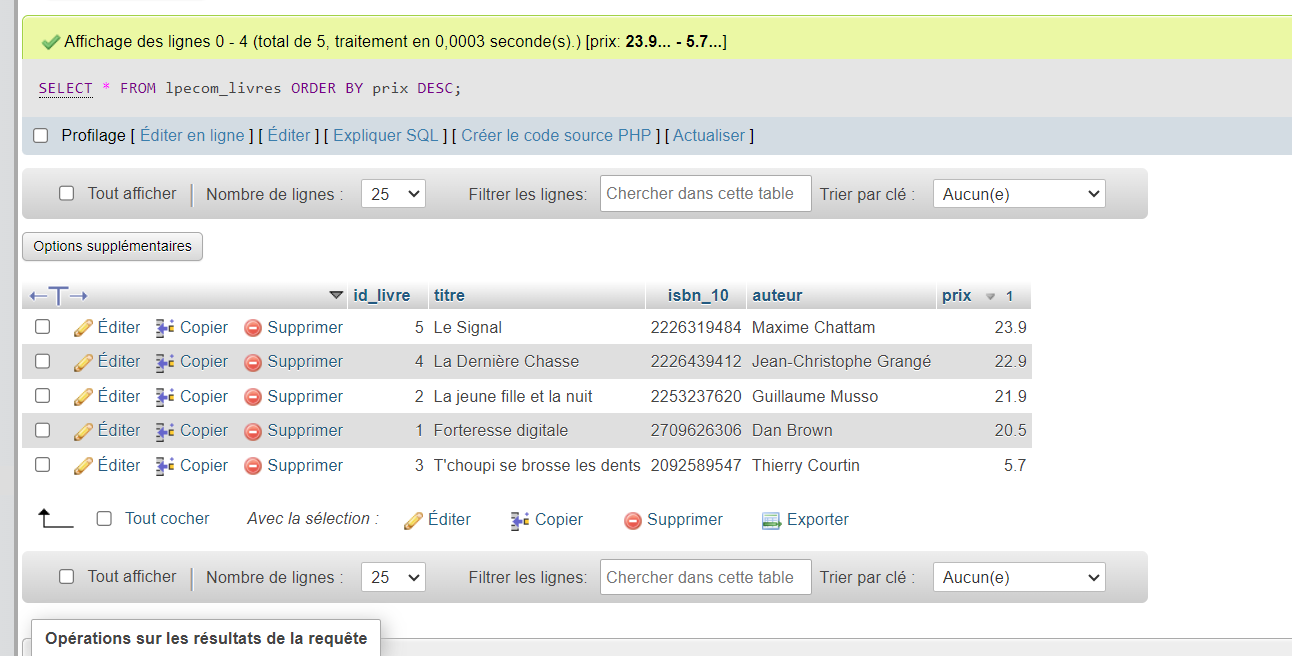 Affichage des lignes 0 - 4 (total de 5, traitement en 0,0003 seconde(s).) [prix: 23.9... - 5.7...]
SELECT * FROM lpecom_livres ORDER BY prix DESC;
Profilage [ Éditer en ligne ] [ Éditer ] [ Expliquer SQL ] [ Créer le code source PHP ] [ Actualiser ]
Tout afficher Nombre de lignes : 25 Filtrer les lignes: Chercher dans cette table Trier par clé : Aucun(e)
Options supplémentaires
id_livre titre isbn_10 auteur prix 1
Éditer Copier Supprimer 5 Le Signal 2226319484 Maxime Chattam 23.9
Éditer Copier Supprimer 4 La Dernière Chasse 2226439412 Jean-Christophe Grangé 22.9
Éditer Copier Supprimer 2 La jeune fille et la nuit 2253237620 Guillaume Musso 21.9
Éditer Copier Supprimer 1 Forteresse digitale 2709626306 Dan Brown 20.5
Éditer Copier Supprimer 3 T'choupi se brosse les dents 2092589547 Thierry Courtin 5.7
Tout cocher Avec la sélection : Éditer Copier Supprimer Exporter
Tout afficher Nombre de lignes : 25 Filtrer les lignes: Chercher dans cette table Trier par clé : Aucun(e)
Opérations sur les résultats de la requête